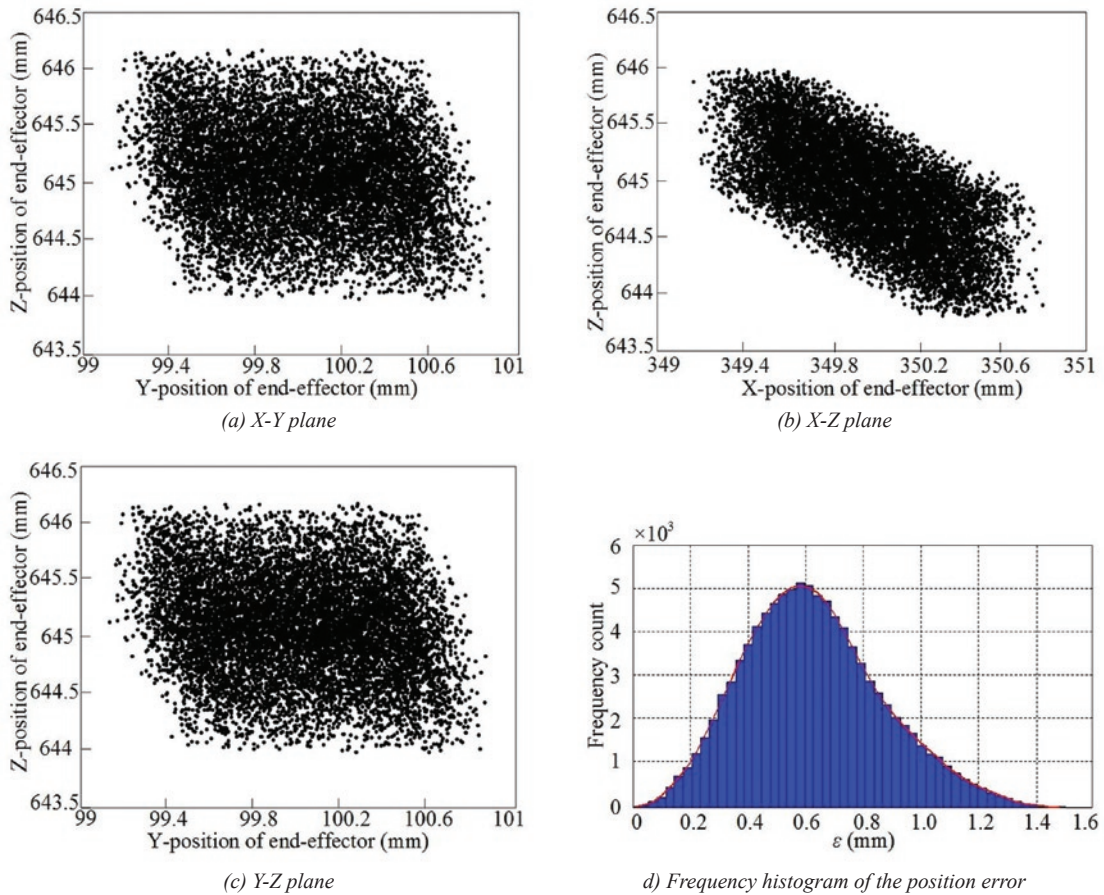 646.5
646
645.5
645
644.5
644
643.5
99 99.4 99.8 100.2 100.6 101
Z-position of end-effector (mm)
Y-position of end-effector (mm)
(a) X-Y plane
646.5
646
645.5
645
644.5
644
643.5
349 349.4 349.8 350.2 350.6 351
Z-position of end-effector (mm)
X-position of end-effector (mm)
(b) X-Z plane
646.5
646
645.5
645
644.5
644
643.5
99 99.4 99.8 100.2 100.6 101
Z-position of end-effector (mm)
Y-position of end-effector (mm)
(c) Y-Z plane
×10³
6
5
4
3
2
1
0
0 0.2 0.4 0.6 0.8 1.0 1.2 1.4 1.6
Frequency count
ε (mm)
d) Frequency histogram of the position error